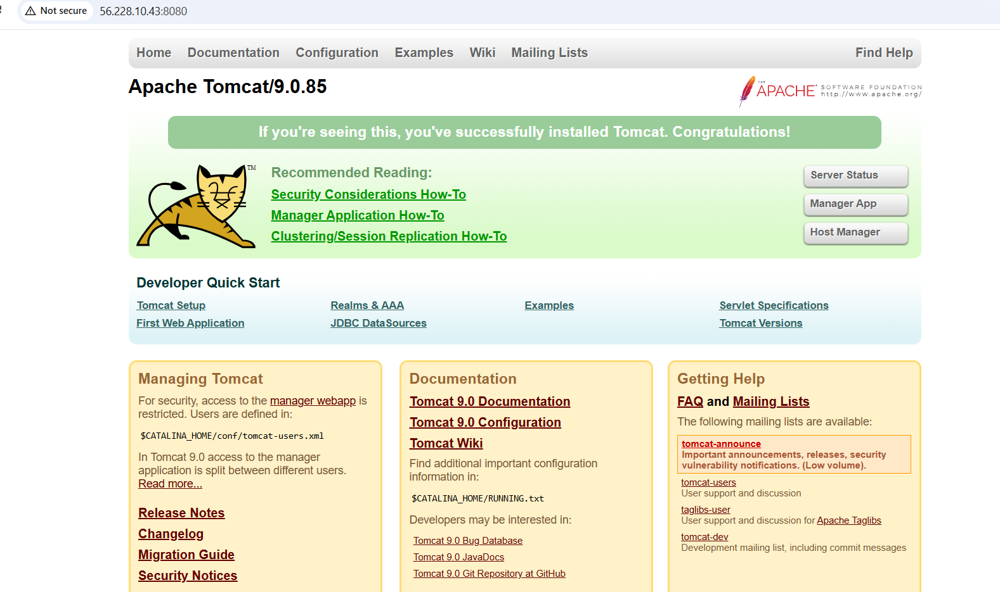 Not secure 56.228.10.43:8080
Home Documentation Configuration Examples Wiki Mailing Lists Find Help
Apache Tomcat/9.0.85
THE APACHE SOFTWARE FOUNDATION
http://www.apache.org/
If you're seeing this, you've successfully installed Tomcat. Congratulations!
TM
Recommended Reading:
Security Considerations How-To
Manager Application How-To
Clustering/Session Replication How-To
Server Status
Manager App
Host Manager
Developer Quick Start
Tomcat Setup
First Web Application
Realms & AAA
JDBC DataSources
Examples
Servlet Specifications
Tomcat Versions
Managing Tomcat
For security, access to the manager webapp is
restricted. Users are defined in:
$CATALINA_HOME/conf/tomcat-users.xml
In Tomcat 9.0 access to the manager
application is split between different users.
Read more...
Release Notes
Changelog
Migration Guide
Security Notices
Documentation
Tomcat 9.0 Documentation
Tomcat 9.0 Configuration
Tomcat Wiki
Find additional important configuration
information in:
$CATALINA_HOME/RUNNING.txt
Developers may be interested in:
Tomcat 9.0 Bug Database
Tomcat 9.0 JavaDocs
Tomcat 9.0 Git Repository at GitHub
Getting Help
FAQ and Mailing Lists
The following mailing lists are available:
tomcat-announce
Important announcements, releases, security
vulnerability notifications. (Low volume).
tomcat-users
User support and discussion
taglibs-user
User support and discussion for Apache Taglibs
tomcat-dev
Development mailing list, including commit messages